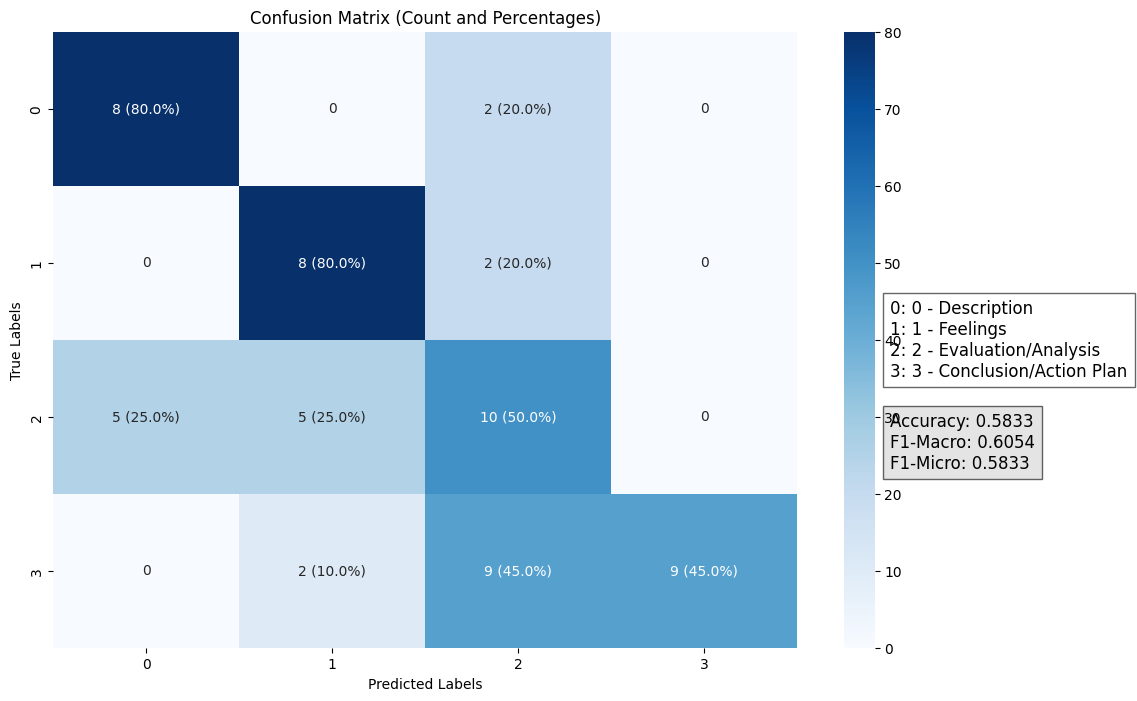 Confusion Matrix (Count and Percentages)
0
8 (80.0%) 0 2 (20.0%) 0
1
0 8 (80.0%) 2 (20.0%) 0
2
5 (25.0%) 5 (25.0%) 10 (50.0%) 0
3
0 2 (10.0%) 9 (45.0%) 9 (45.0%)
0 1 2 3
True Labels
Predicted Labels
80
70
60
50
40
30
20
10
0
0: 0 - Description
1: 1 - Feelings
2: 2 - Evaluation/Analysis
3: 3 - Conclusion/Action Plan
Accuracy: 0.5833
F1-Macro: 0.6054
F1-Micro: 0.5833